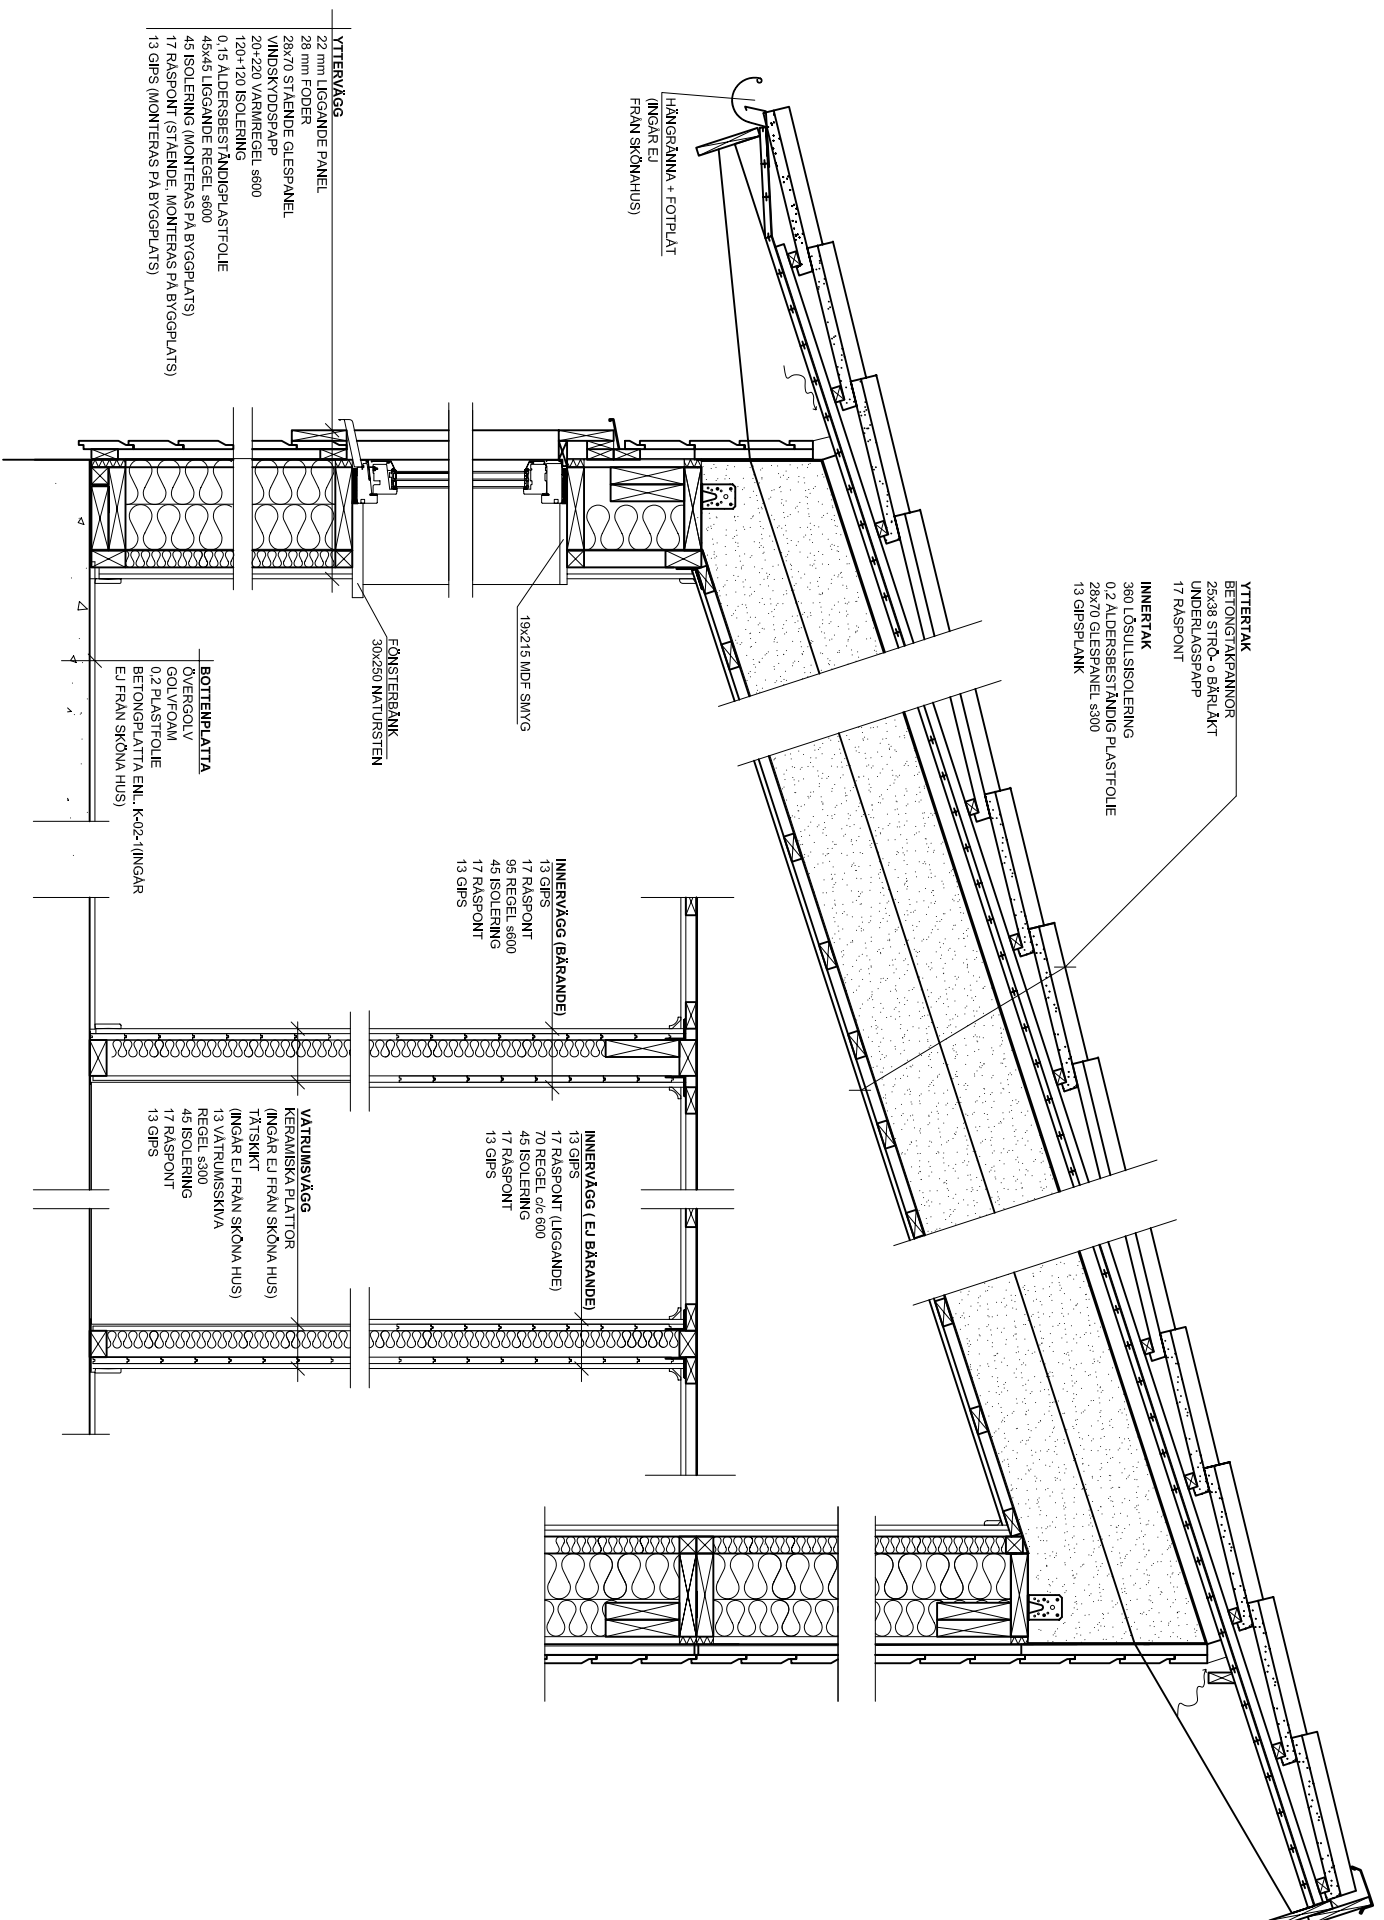 YTTERTAK
BETONGTAKPANNOR
25x38 STRÖ- o BÄRLÄKT
UNDERLAGSPAPP
17 RÅSPONT
INNERTAK
360 LÖSULLSISOLERING
0,2 ÅLDERSBESTÄNDIG PLASTFOLIE
28x70 GLESPANEL s300
13 GIPSPLANK
HÄNGRÄNNA + FOTPLÅT
(INGÅR EJ
FRÅN SKÖNAHUS)
YTTERVÄGG
22 mm LIGGANDE PANEL
28 mm FODER
28x70 STÅENDE GLESPANEL
VINDSKYDDSPAPP
20+220 VARMREGEL s600
120+120 ISOLERING
0,15 ÅLDERSBESTÄNDIGPLASTFOLIE
45x45 LIGGANDE REGEL s600
45 ISOLERING (MONTERAS PÅ BYGGPLATS)
17 RÅSPONT (STÅENDE, MONTERAS PÅ BYGGPLATS)
13 GIPS (MONTERAS PÅ BYGGPLATS)
19x215 MDF SMYG
FÖNSTERBÄNK
30x250 NATURSTEN
BOTTENPLATTA
ÖVERGOLV
GOLVFOAM
0,2 PLASTFOLIE
BETONGPLATTA ENL. K-02-1(INGÅR
EJ FRÅN SKÖNA HUS)
INNERVÄGG (BÄRANDE)
13 GIPS
17 RÅSPONT
95 REGEL s600
45 ISOLERING
17 RÅSPONT
13 GIPS
INNERVÄGG ( EJ BÄRANDE)
13 GIPS
17 RÅSPONT (LIGGANDE)
70 REGEL c/c 600
45 ISOLERING
17 RÅSPONT
13 GIPS
VÅTRUMSVÄGG
KERAMISKA PLATTOR
(INGÅR EJ FRÅN SKÖNA HUS)
TÄTSKIKT
(INGÅR EJ FRÅN SKÖNA HUS)
13 VÅTRUMSSKIVA
REGEL s300
45 ISOLERING
17 RÅSPONT
13 GIPS